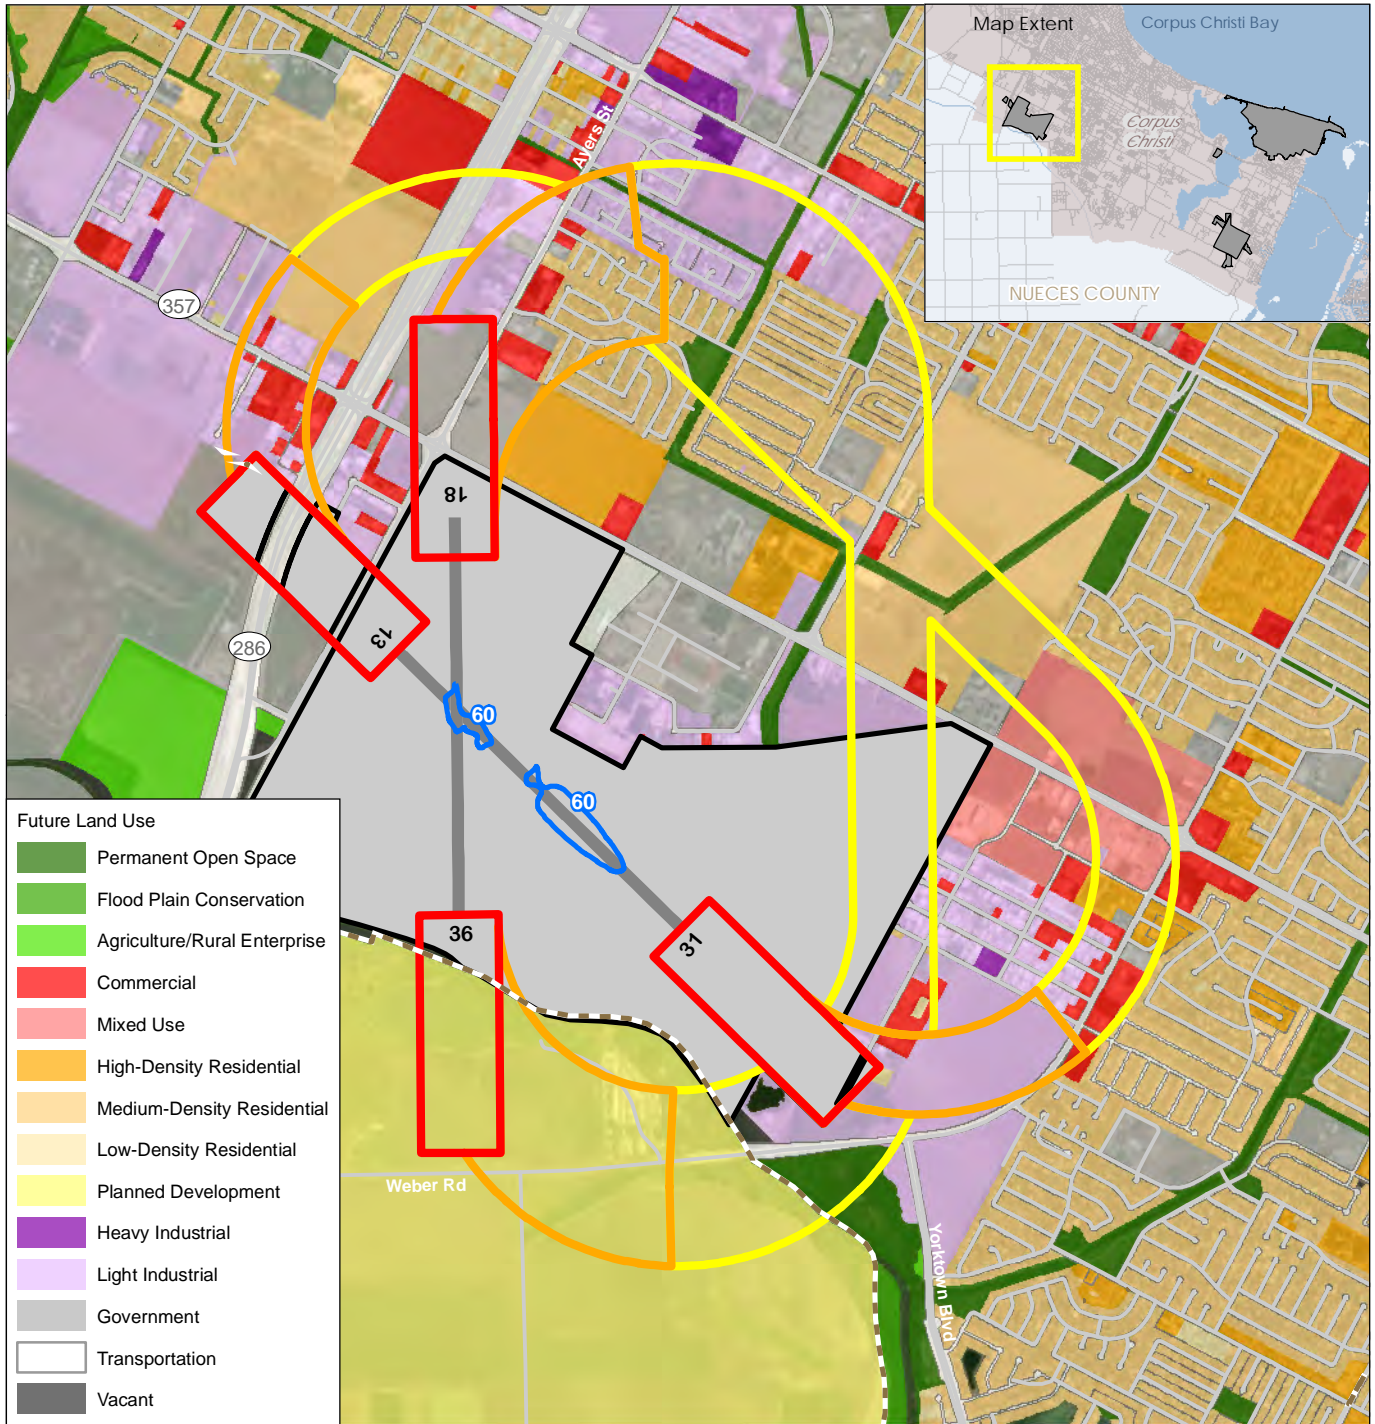 Map Extent
Corpus Christi Bay
Corpus
Christi
NUECES COUNTY
Ayers St
357
18
13
286
60
60
36
31
Weber Rd
Yorktown Blvd
Future Land Use
Permanent Open Space
Flood Plain Conservation
Agriculture/Rural Enterprise
Commercial
Mixed Use
High-Density Residential
Medium-Density Residential
Low-Density Residential
Planned Development
Heavy Industrial
Light Industrial
Government
Transportation
Vacant